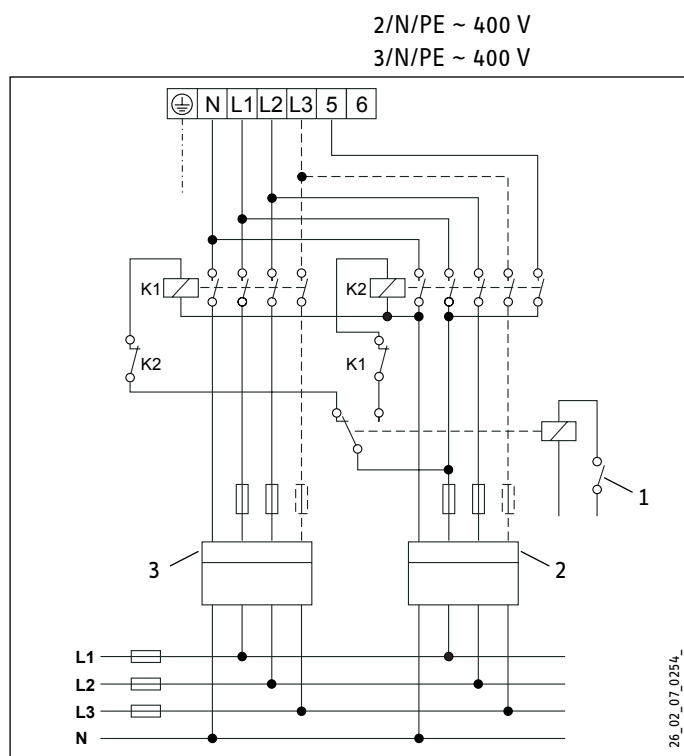 2/N/PE ~ 400 V
3/N/PE ~ 400 V
N L1 L2 L3 5 6
K1
K2
K2
K1
1
3
2
L1
L2
L3
N
26_02_07_0254_